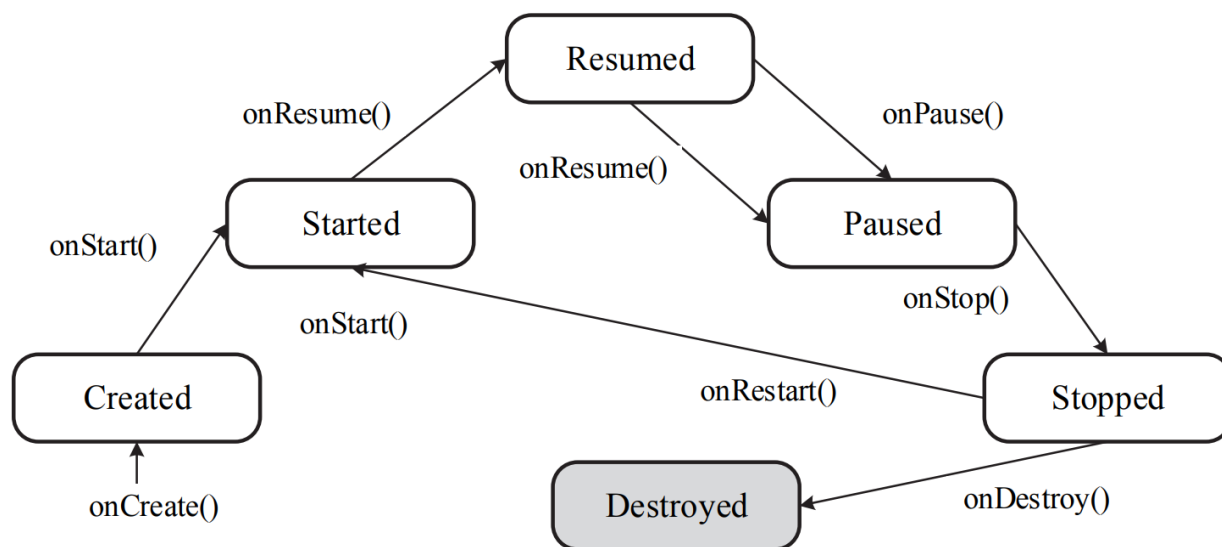 Resumed
onResume()
onPause()
onResume()
Started
Paused
onStart()
onStop()
onStart()
Created
onRestart()
Stopped
onCreate()
Destroyed
onDestroy()